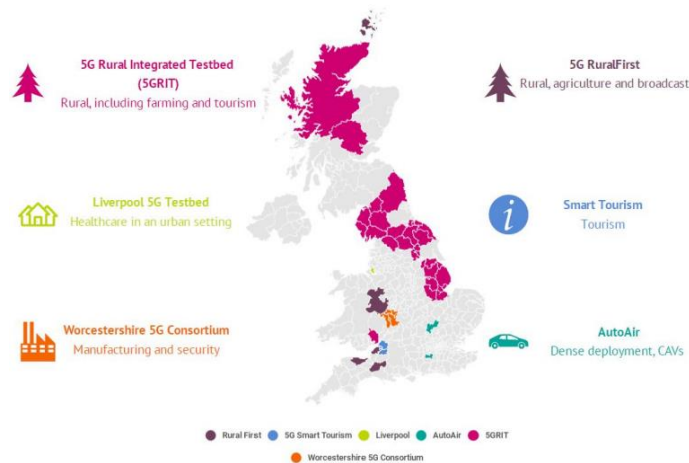 5G Rural Integrated Testbed
(5GRIT)
Rural, including farming and tourism
5G RuralFirst
Rural, agriculture and broadcast
Liverpool 5G Testbed
Healthcare in an urban setting
i
Smart Tourism
Tourism
Worcestershire 5G Consortium
Manufacturing and security
AutoAir
Dense deployment, CAVs
Rural First
5G Smart Tourism
Liverpool
AutoAir
5GRIT
Worcestershire 5G Consortium